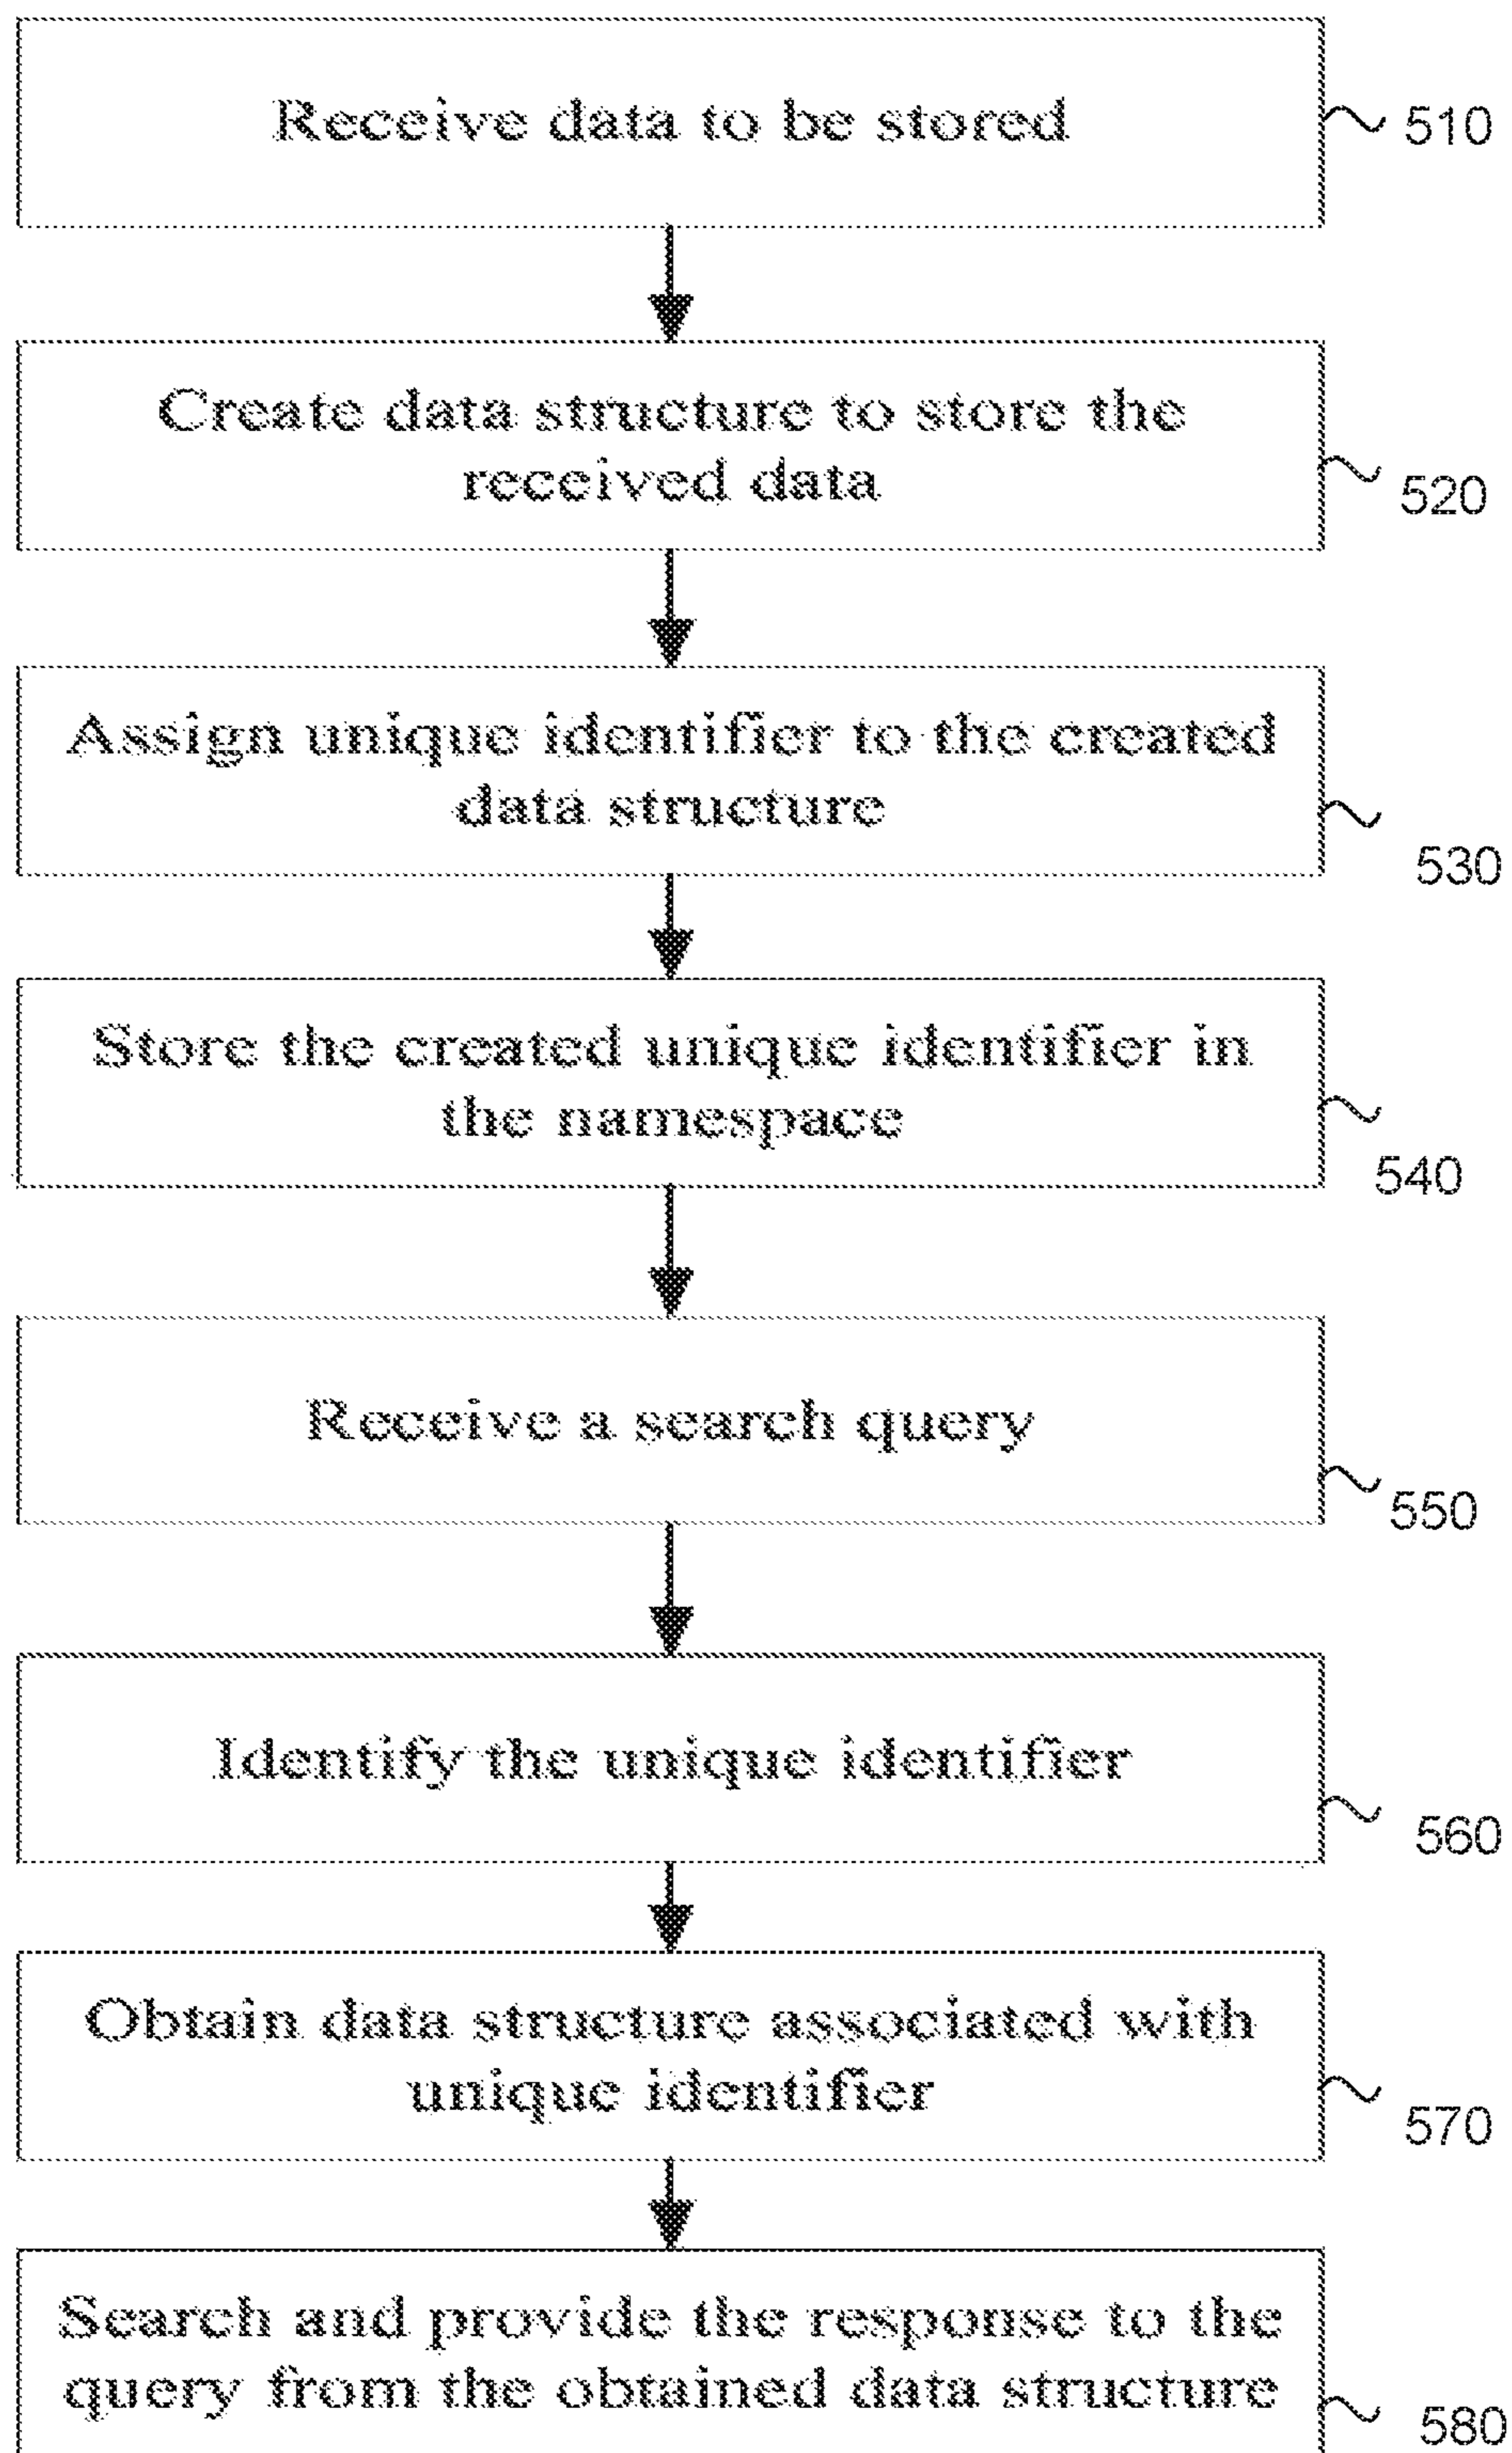 Receive data to be stored
510
Create data structure to store the
received data
520
Assign unique identifier to the created
data structure
530
Store the created unique identifier in
the namespace
540
Receive a search query
550
Identify the unique identifier
560
Obtain data structure associated with
unique identifier
570
Search and provide the response to the
query from the obtained data structure
580